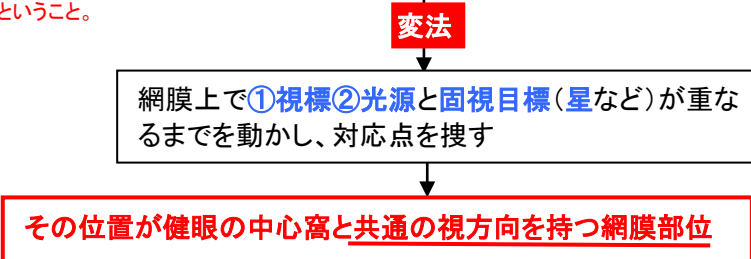 ということ。
変法
網膜上で①視標②光源と固視目標(星など)が重な
るまでを動かし、対応点を捜す
その位置が健眼の中心窩と共通の視方向を持つ網膜部位